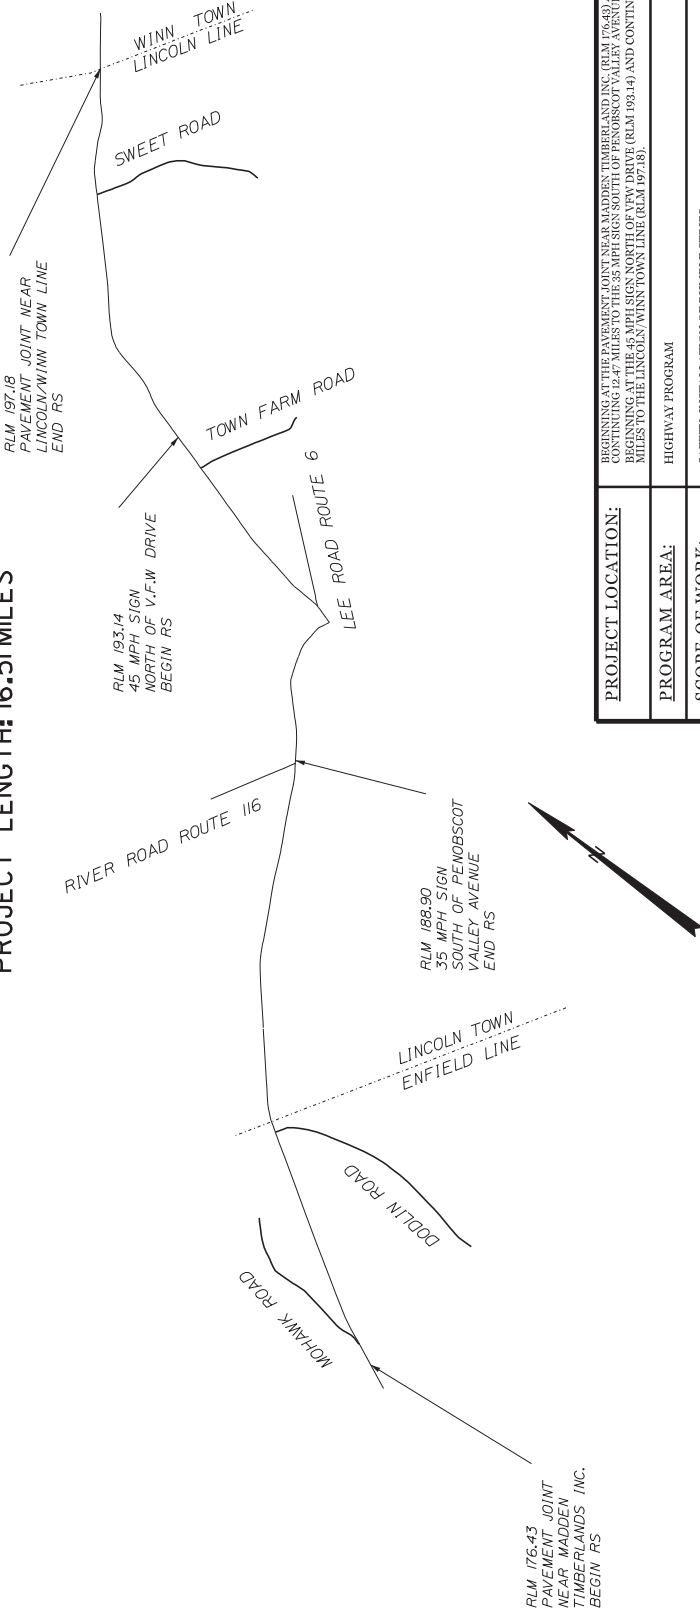 PROJECT LENGTH: 16.51 MILES
RLM 176.43
PAVEMENT JOINT
NEAR MADDEN
TIMBERLANDS INC.
BEGIN RS
MOHAWK ROAD
DODLIN ROAD
LINCOLN TOWN
ENFIELD LINE
RLM 188.90
35 MPH SIGN
SOUTH OF PENOBSCOT
VALLEY AVENUE
END RS
RIVER ROAD ROUTE 116
LEE ROAD ROUTE 6
RLM 193.14
45 MPH SIGN
NORTH OF V.F.W DRIVE
BEGIN RS
TOWN FARM ROAD
RLM 197.18
PAVEMENT JOINT NEAR
LINCOLN/WINN TOWN LINE
END RS
SWEET ROAD
WINN TOWN
LINCOLN LINE
N
PROJECT LOCATION:
BEGINNING AT THE PAVEMENT JOINT NEAR MADDEN TIMBERLAND INC. (RLM 176.43)
CONTINUING 12.47 MILES TO THE 35 MPH SIGN SOUTH OF PENOBSCOT VALLEY AVENU
BEGINNING AT THE 45 MPH SIGN NORTH OF VFW DRIVE (RLM 193.14) AND CONTIN
MILES TO THE LINCOLN/WINN TOWN LINE (RLM 197.18).
PROGRAM AREA:
HIGHWAY PROGRAM
SCOPE OF WORK: